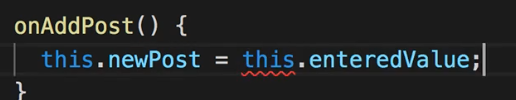 onAddPost() {
this.newPost = this.enteredValue;
}